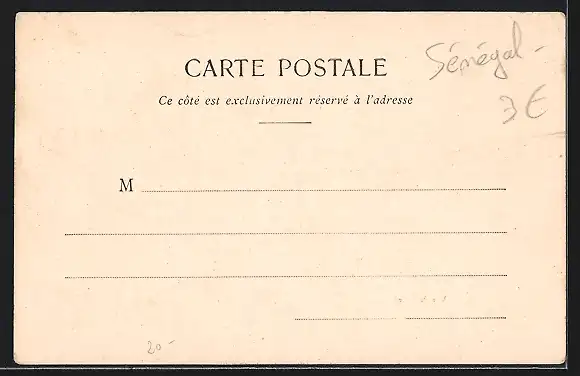 CARTE POSTALE
Sénégal -
Ce côté est exclusivement réservé à l'adresse
3€
M
20-